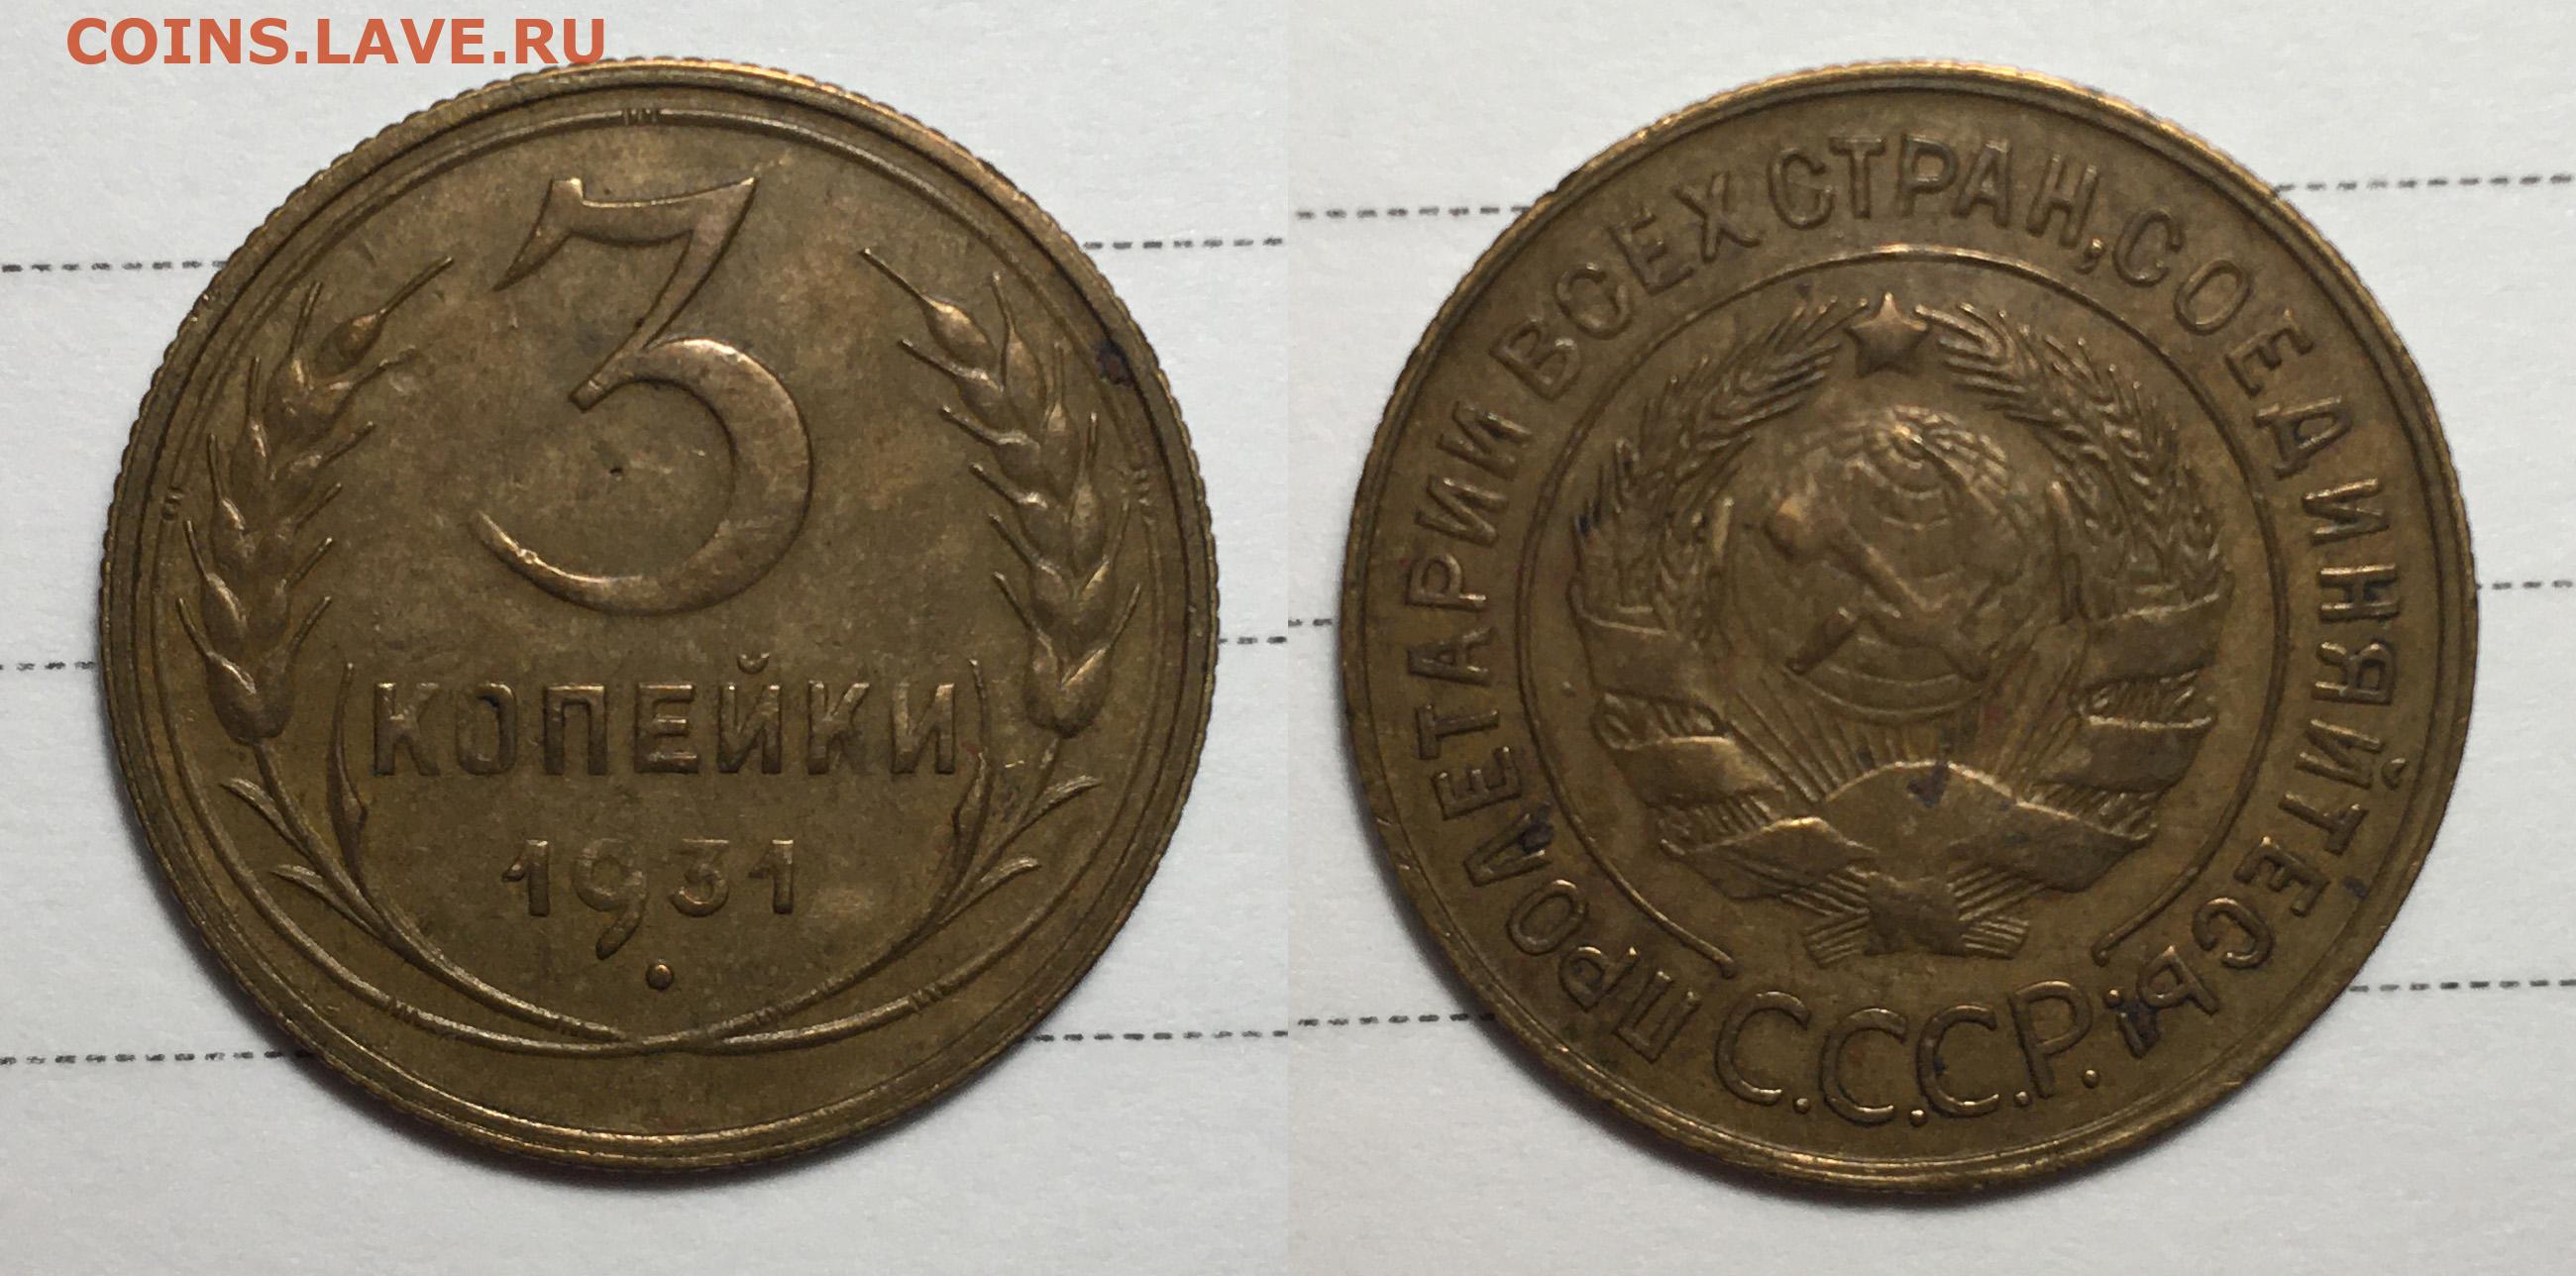 COINS.LAVE.RU
3
КОПЕЙКИ
1931
ПРОЛЕТАРИИ ВСЕХ СТРАН, СОЕДИНЯЙТЕСЬ!
С.С.С.Р.